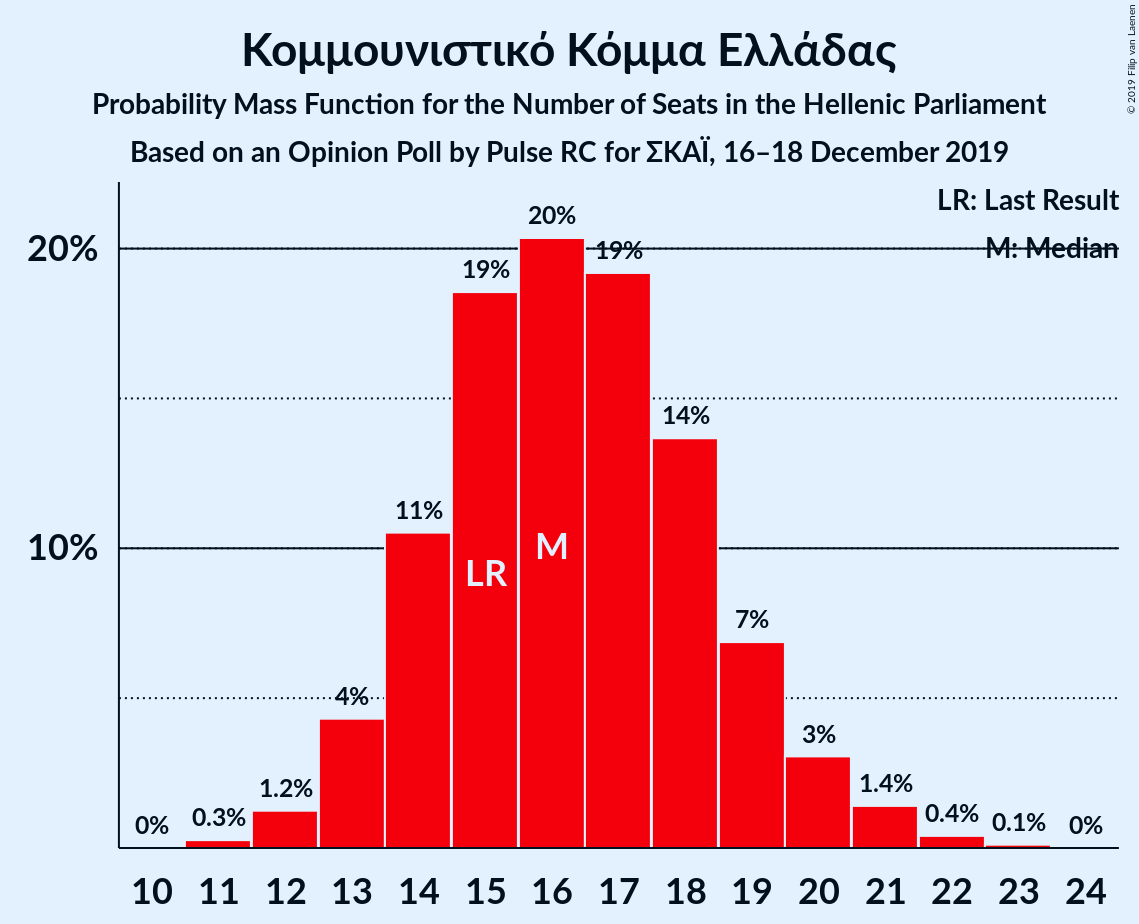 Κομμουνιστικό Κόμμα Ελλάδας
Probability Mass Function for the Number of Seats in the Hellenic Parliament
Based on an Opinion Poll by Pulse RC for ΣΚΑΪ, 16–18 December 2019
© 2019 Filip van Laenen
LR: Last Result
M: Median
20%
10%
0%
0.3%
1.2%
4%
11%
19%
20%
19%
14%
7%
3%
1.4%
0.4%
0.1%
0%
LR
M
10 11 12 13 14 15 16 17 18 19 20 21 22 23 24